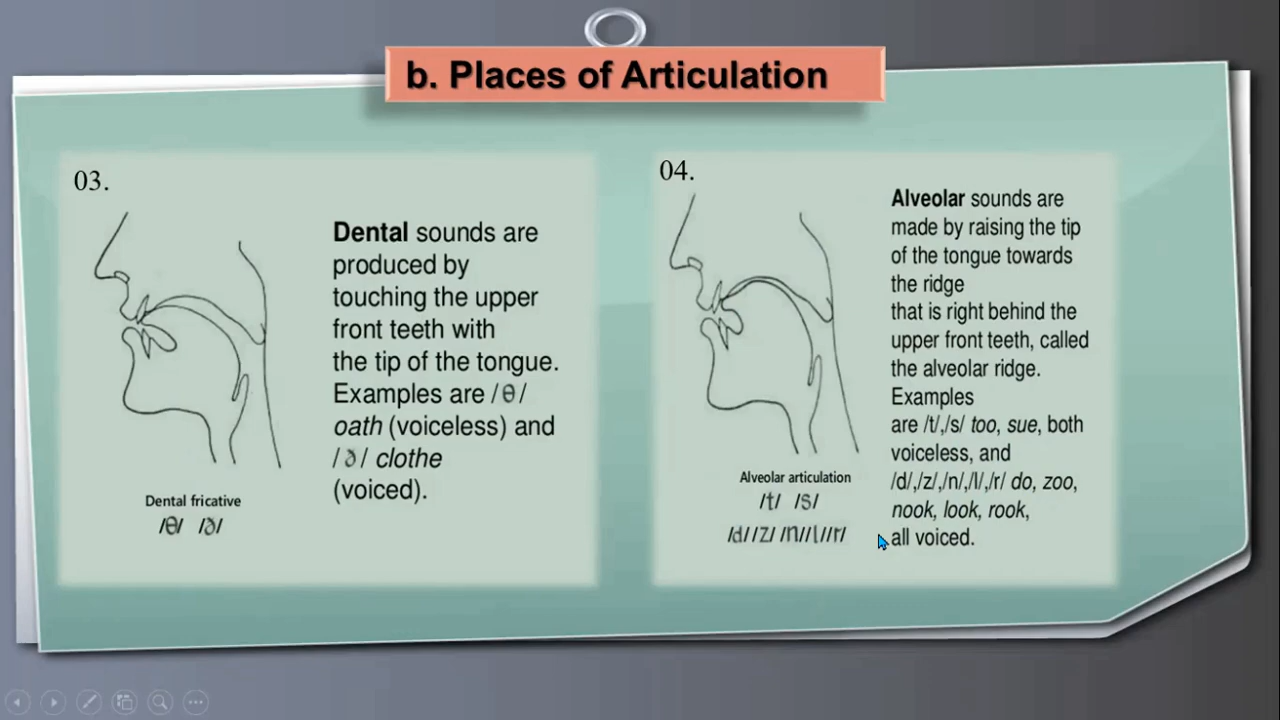 b. Places of Articulation
03.
Dental sounds are
produced by
touching the upper
front teeth with
the tip of the tongue.
Examples are /θ/
oath (voiceless) and
/ð/ clothe
(voiced).
Dental fricative
/θ/ /ð/
04.
Alveolar sounds are
made by raising the tip
of the tongue towards
the ridge
that is right behind the
upper front teeth, called
the alveolar ridge.
Examples
are /t/,/s/ too, sue, both
voiceless, and
/d/,/z/,/n/,/l/,/r/ do, zoo,
nook, look, rook,
all voiced.
Alveolar articulation
/t/ /s/
/d//z/ /n//l//r/